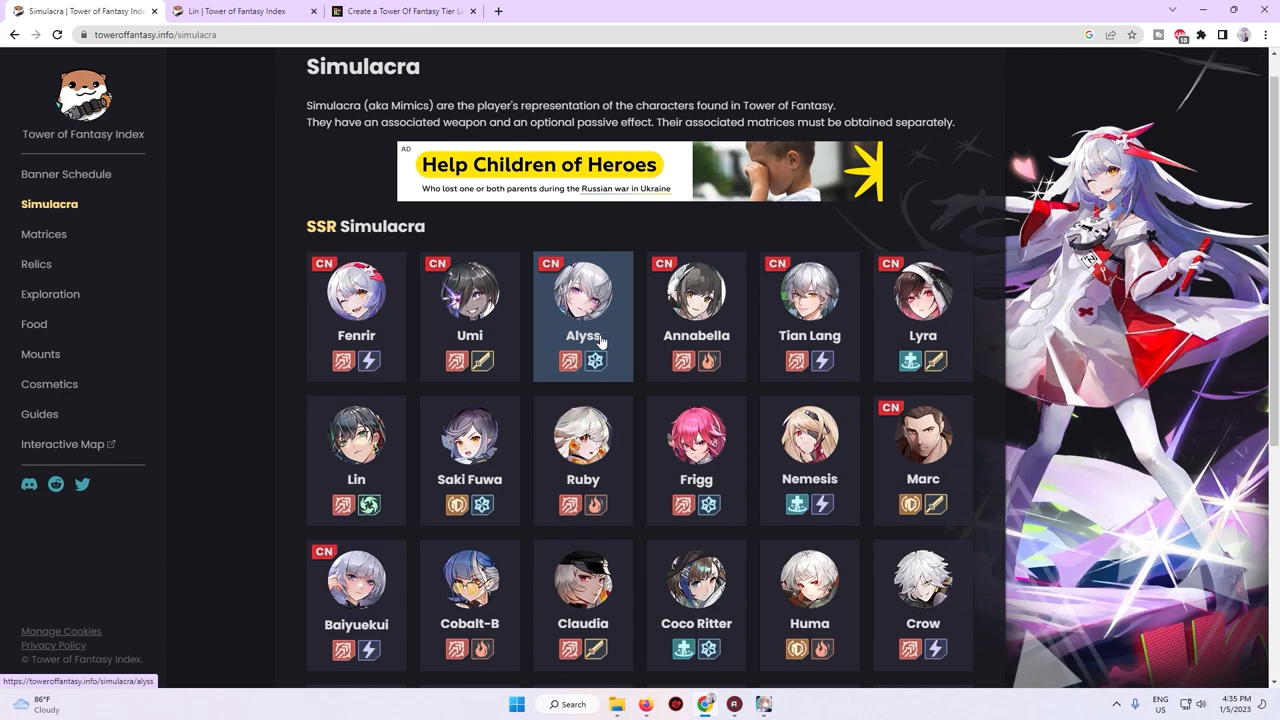 Simulacra | Tower of Fantasy In
Lin | Tower of Fantasy Index
Create a Tower Of Fantasy Tier Li
toweroffantasy.info/simulacra
10
Tower of Fantasy Index
Banner Schedule
Simulacra
Matrices
Relics
Exploration
Food
Mounts
Cosmetics
Guides
Interactive Map
Manage Cookies
Privacy Policy
© Tower of Fantasy Index.
https://toweroffantasy.info/simulacra/alyss
Simulacra
Simulacra (aka Mimics) are the player's representation of the characters found in Tower of Fantasy.
They have an associated weapon and an optional passive effect. Their associated matrices must be obtained separately.
AD
Help Children of Heroes
Who lost one or both parents during the Russian war in Ukraine
SSR Simulacra
CN CN CN CN CN CN
Fenrir Umi Alyss Annabella Tian Lang Lyra
CN
Lin Saki Fuwa Ruby Frigg Nemesis Marc
CN
Baiyuekui Cobalt-B Claudia Coco Ritter Huma Crow
86°F
Cloudy
Search
ENG
US
4:35 PM
1/5/2023